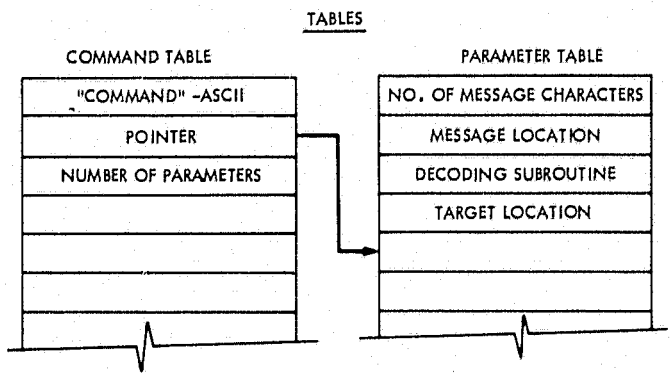 TABLES
COMMAND TABLE
"COMMAND" -ASCII
POINTER
NUMBER OF PARAMETERS
PARAMETER TABLE
NO. OF MESSAGE CHARACTERS
MESSAGE LOCATION
DECODING SUBROUTINE
TARGET LOCATION